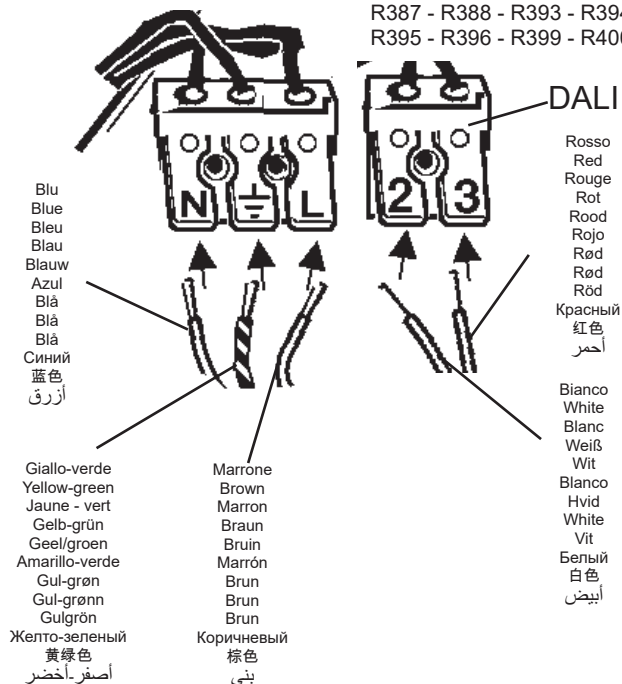 R387 - R388 - R393 - R394
R395 - R396 - R399 - R400
DALI
N L
2 3
Blu
Blue
Bleu
Blau
Blauw
Azul
Blå
Blå
Blå
Синий
蓝色
أزرق
Rosso
Red
Rouge
Rot
Rood
Rojo
Rød
Rød
Röd
Красный
红色
أحمر
Bianco
White
Blanc
Weiß
Wit
Blanco
Hvid
White
Vit
Белый
白色
أبيض
Giallo-verde
Yellow-green
Jaune - vert
Gelb-grün
Geel/groen
Amarillo-verde
Gul-grøn
Gul-grønn
Gulgrön
Желто-зеленый
黄绿色
أصفر-أخضر
Marrone
Brown
Marron
Braun
Bruin
Marrón
Brun
Brun
Brun
Коричневый
棕色
بني